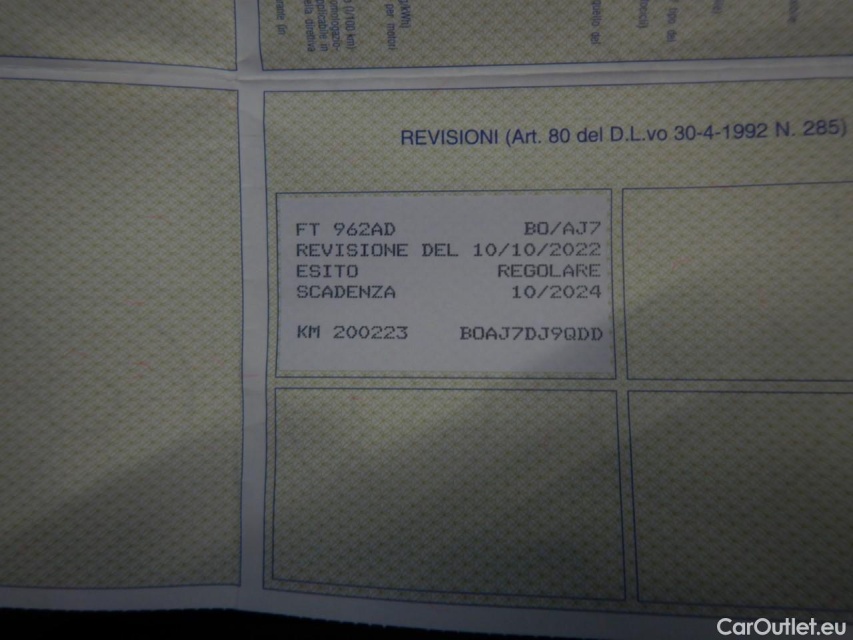 REVISIONI (Art. 80 del D.L.vo 30-4-1992 N. 285)
FT 962AD BO/AJ7
REVISIONE DEL 10/10/2022
ESITO REGOLARE
SCADENZA 10/2024
KM 200223 BOAJ7DJ9QDD
CarOutlet.eu